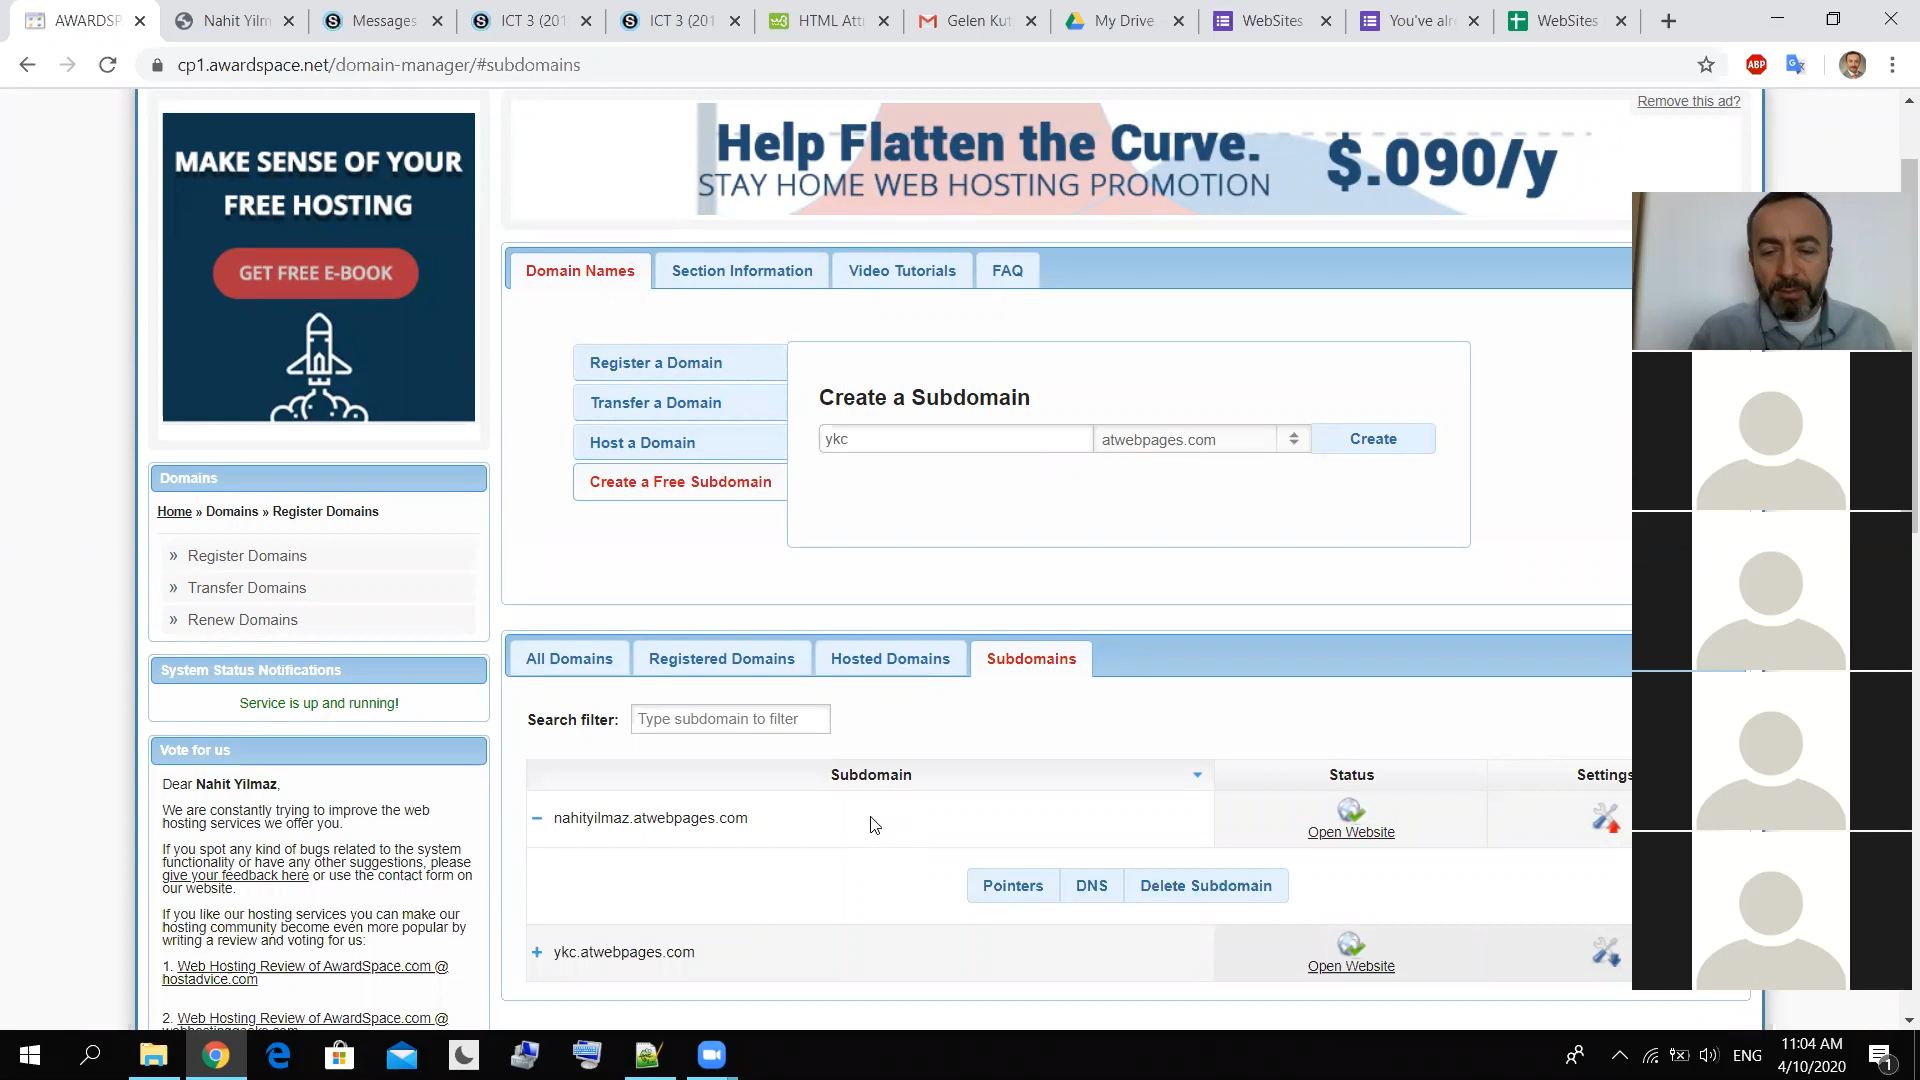 AWARDSP
Nahit Yilm
Messages
ICT 3 (201
ICT 3 (201
HTML Att
Gelen Kut
My Drive
WebSites
You've alr
WebSites
cp1.awardspace.net/domain-manager/#subdomains
ABP
MAKE SENSE OF YOUR
FREE HOSTING
GET FREE E-BOOK
Remove this ad?
Help Flatten the Curve.
STAY HOME WEB HOSTING PROMOTION
$.090/y
Domain Names
Section Information
Video Tutorials
FAQ
Register a Domain
Transfer a Domain
Host a Domain
Create a Free Subdomain
Create a Subdomain
ykc
atwebpages.com
Create
Domains
Home » Domains » Register Domains
» Register Domains
» Transfer Domains
» Renew Domains
System Status Notifications
Service is up and running!
Vote for us
Dear Nahit Yilmaz,
We are constantly trying to improve the web
hosting services we offer you.
If you spot any kind of bugs related to the system
functionality or have any other suggestions, please
give your feedback here or use the contact form on
our website.
If you like our hosting services you can make our
hosting community become even more popular by
writing a review and voting for us:
1. Web Hosting Review of AwardSpace.com @
hostadvice.com
2. Web Hosting Review of AwardSpace.com @
All Domains
Registered Domains
Hosted Domains
Subdomains
Search filter:
Type subdomain to filter
Subdomain
Status
Settings
nahityilmaz.atwebpages.com
Open Website
Pointers
DNS
Delete Subdomain
ykc.atwebpages.com
Open Website
ENG
11:04 AM
4/10/2020
1